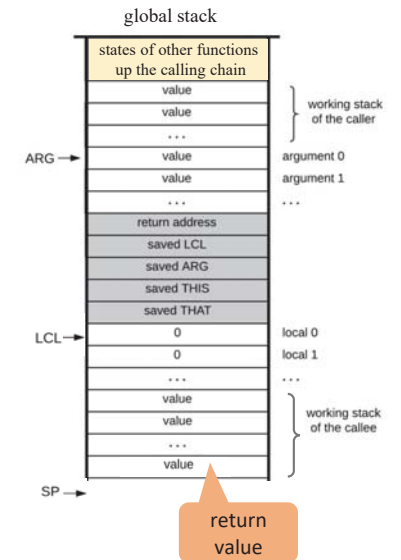 global stack
states of other functions
up the calling chain
value
value
...
working stack
of the caller
ARG
value
argument 0
value
argument 1
...
...
return address
saved LCL
saved ARG
saved THIS
saved THAT
LCL
0
local 0
0
local 1
...
...
value
value
...
value
working stack
of the callee
SP
return
value